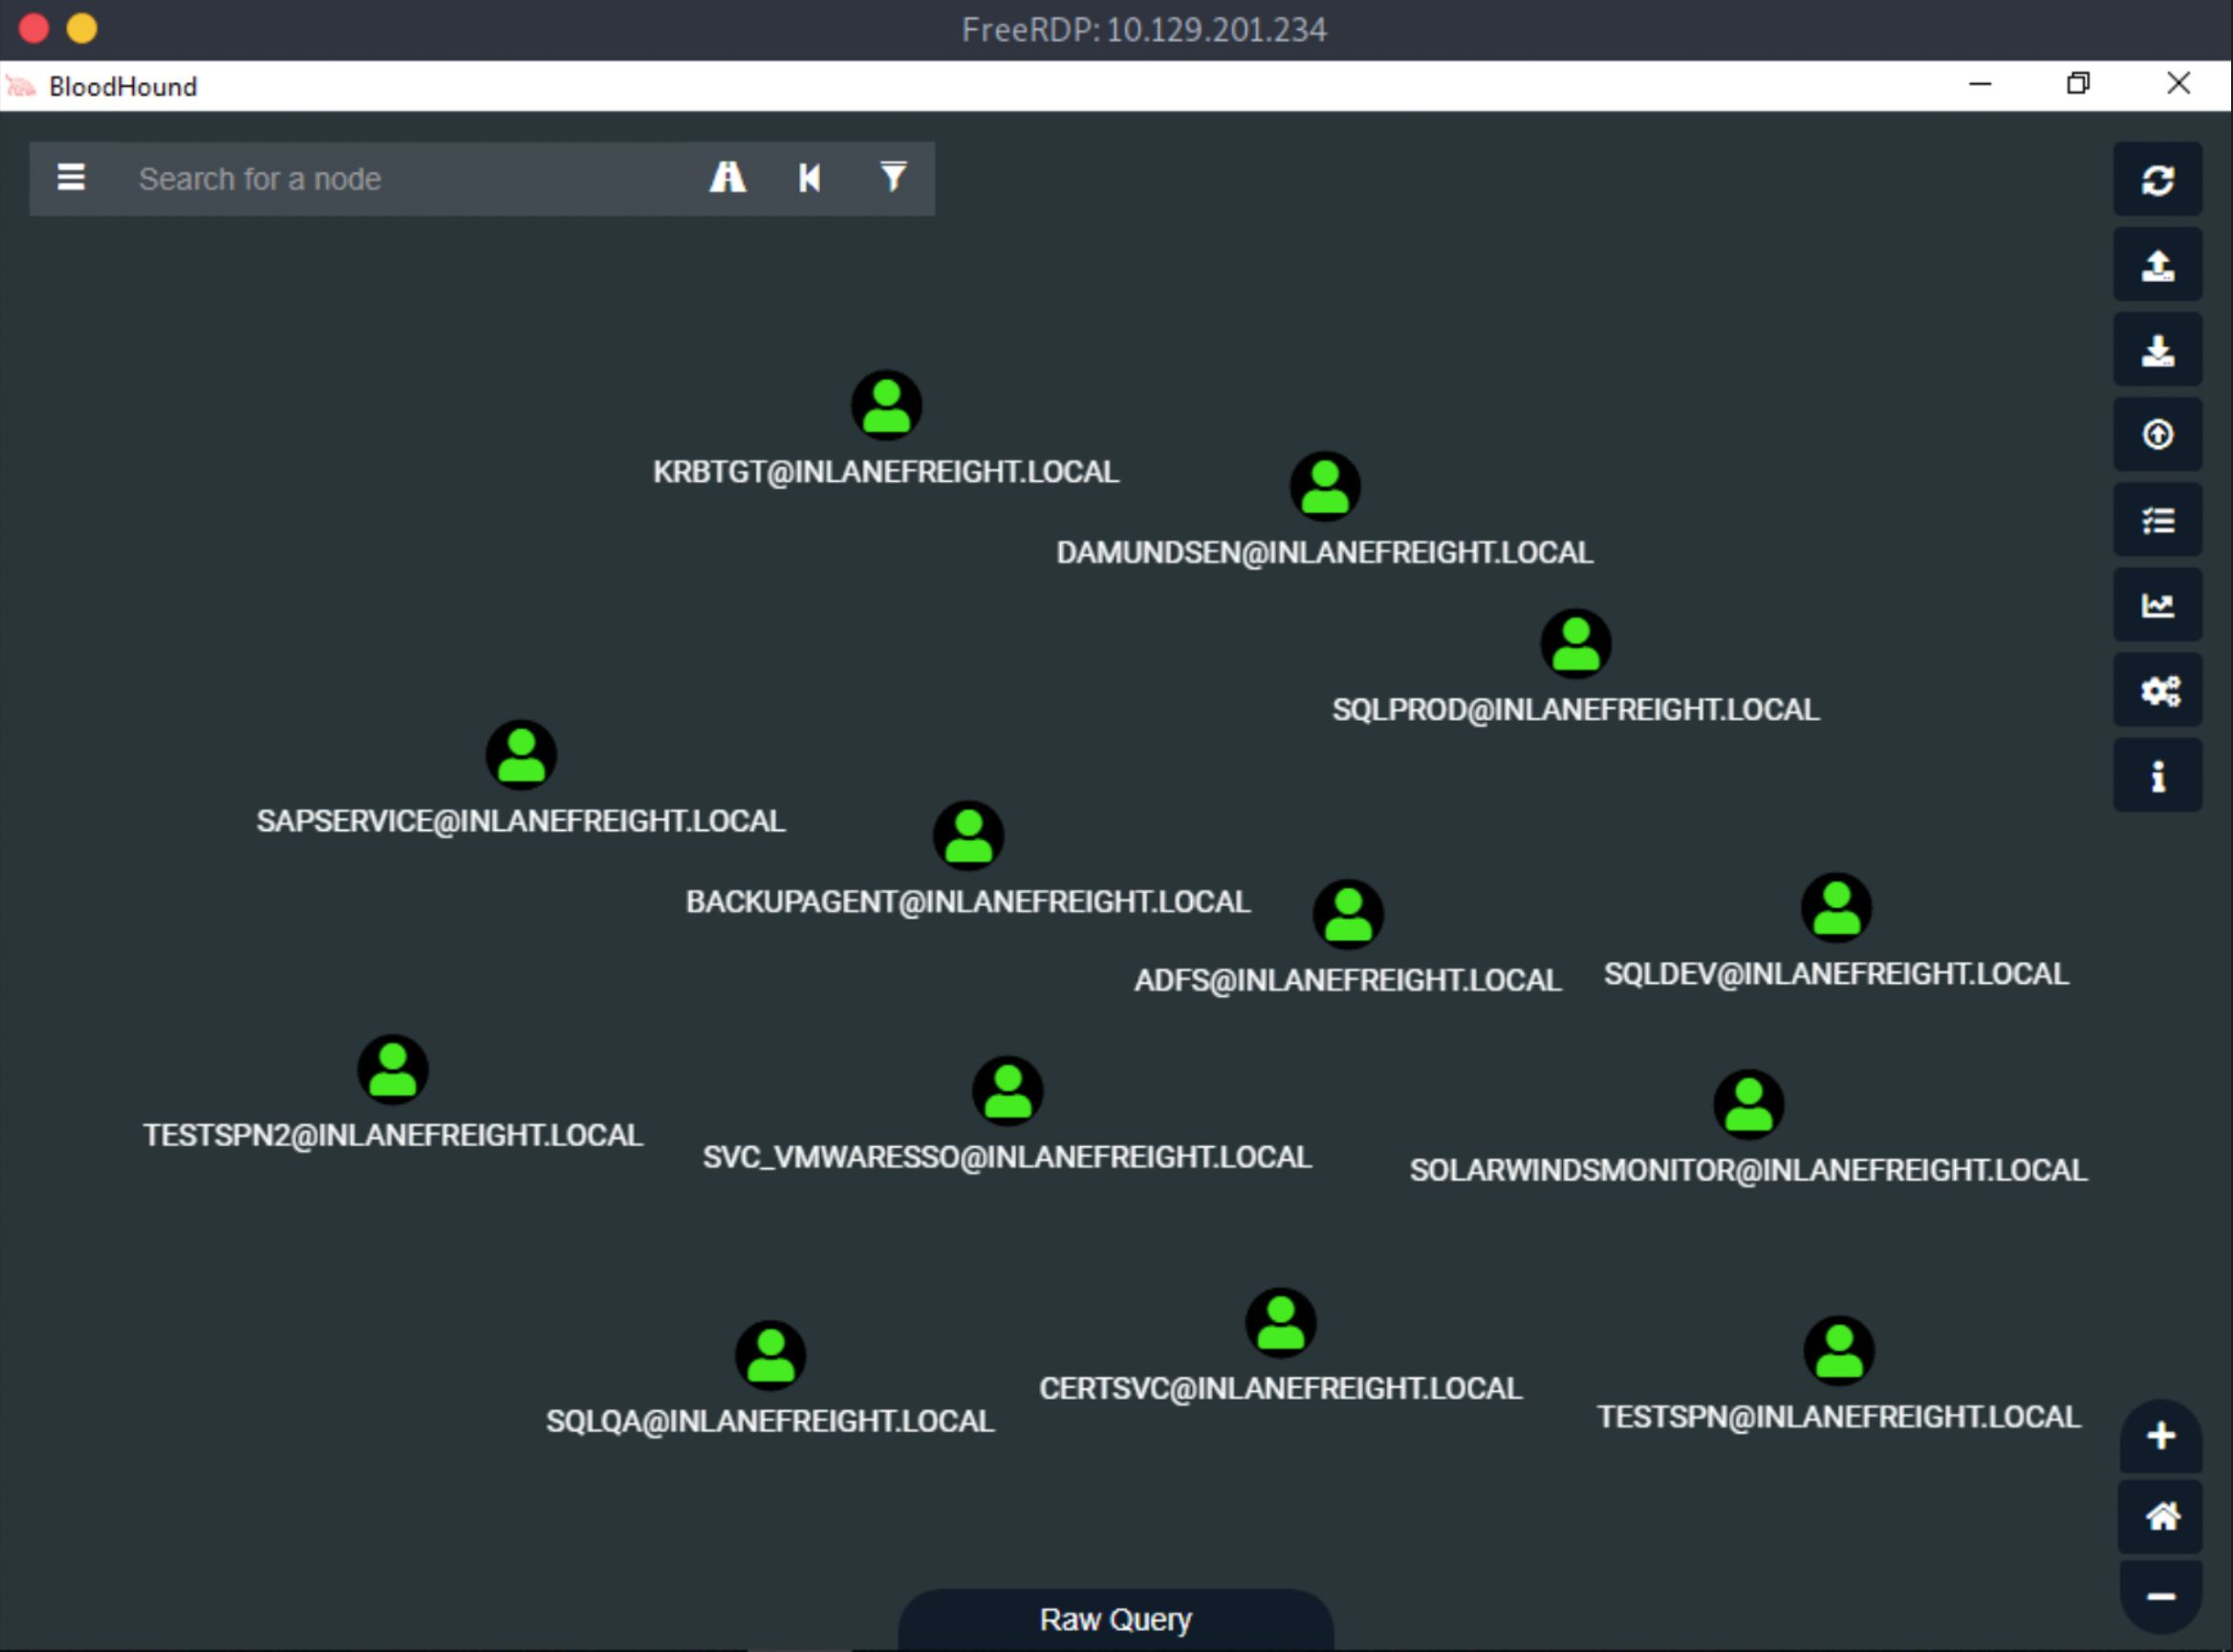 FreeRDP: 10.129.201.234
BloodHound
Search for a node
KRBTGT@INLANEFREIGHT.LOCAL
DAMUNDSEN@INLANEFREIGHT.LOCAL
SQLPROD@INLANEFREIGHT.LOCAL
SAPSERVICE@INLANEFREIGHT.LOCAL
BACKUPAGENT@INLANEFREIGHT.LOCAL
ADFS@INLANEFREIGHT.LOCAL
SQLDEV@INLANEFREIGHT.LOCAL
TESTSPN2@INLANEFREIGHT.LOCAL
SVC_VMWARESSO@INLANEFREIGHT.LOCAL
SOLARWINDSMONITOR@INLANEFREIGHT.LOCAL
SQLQA@INLANEFREIGHT.LOCAL
CERTSVC@INLANEFREIGHT.LOCAL
TESTSPN@INLANEFREIGHT.LOCAL
Raw Query